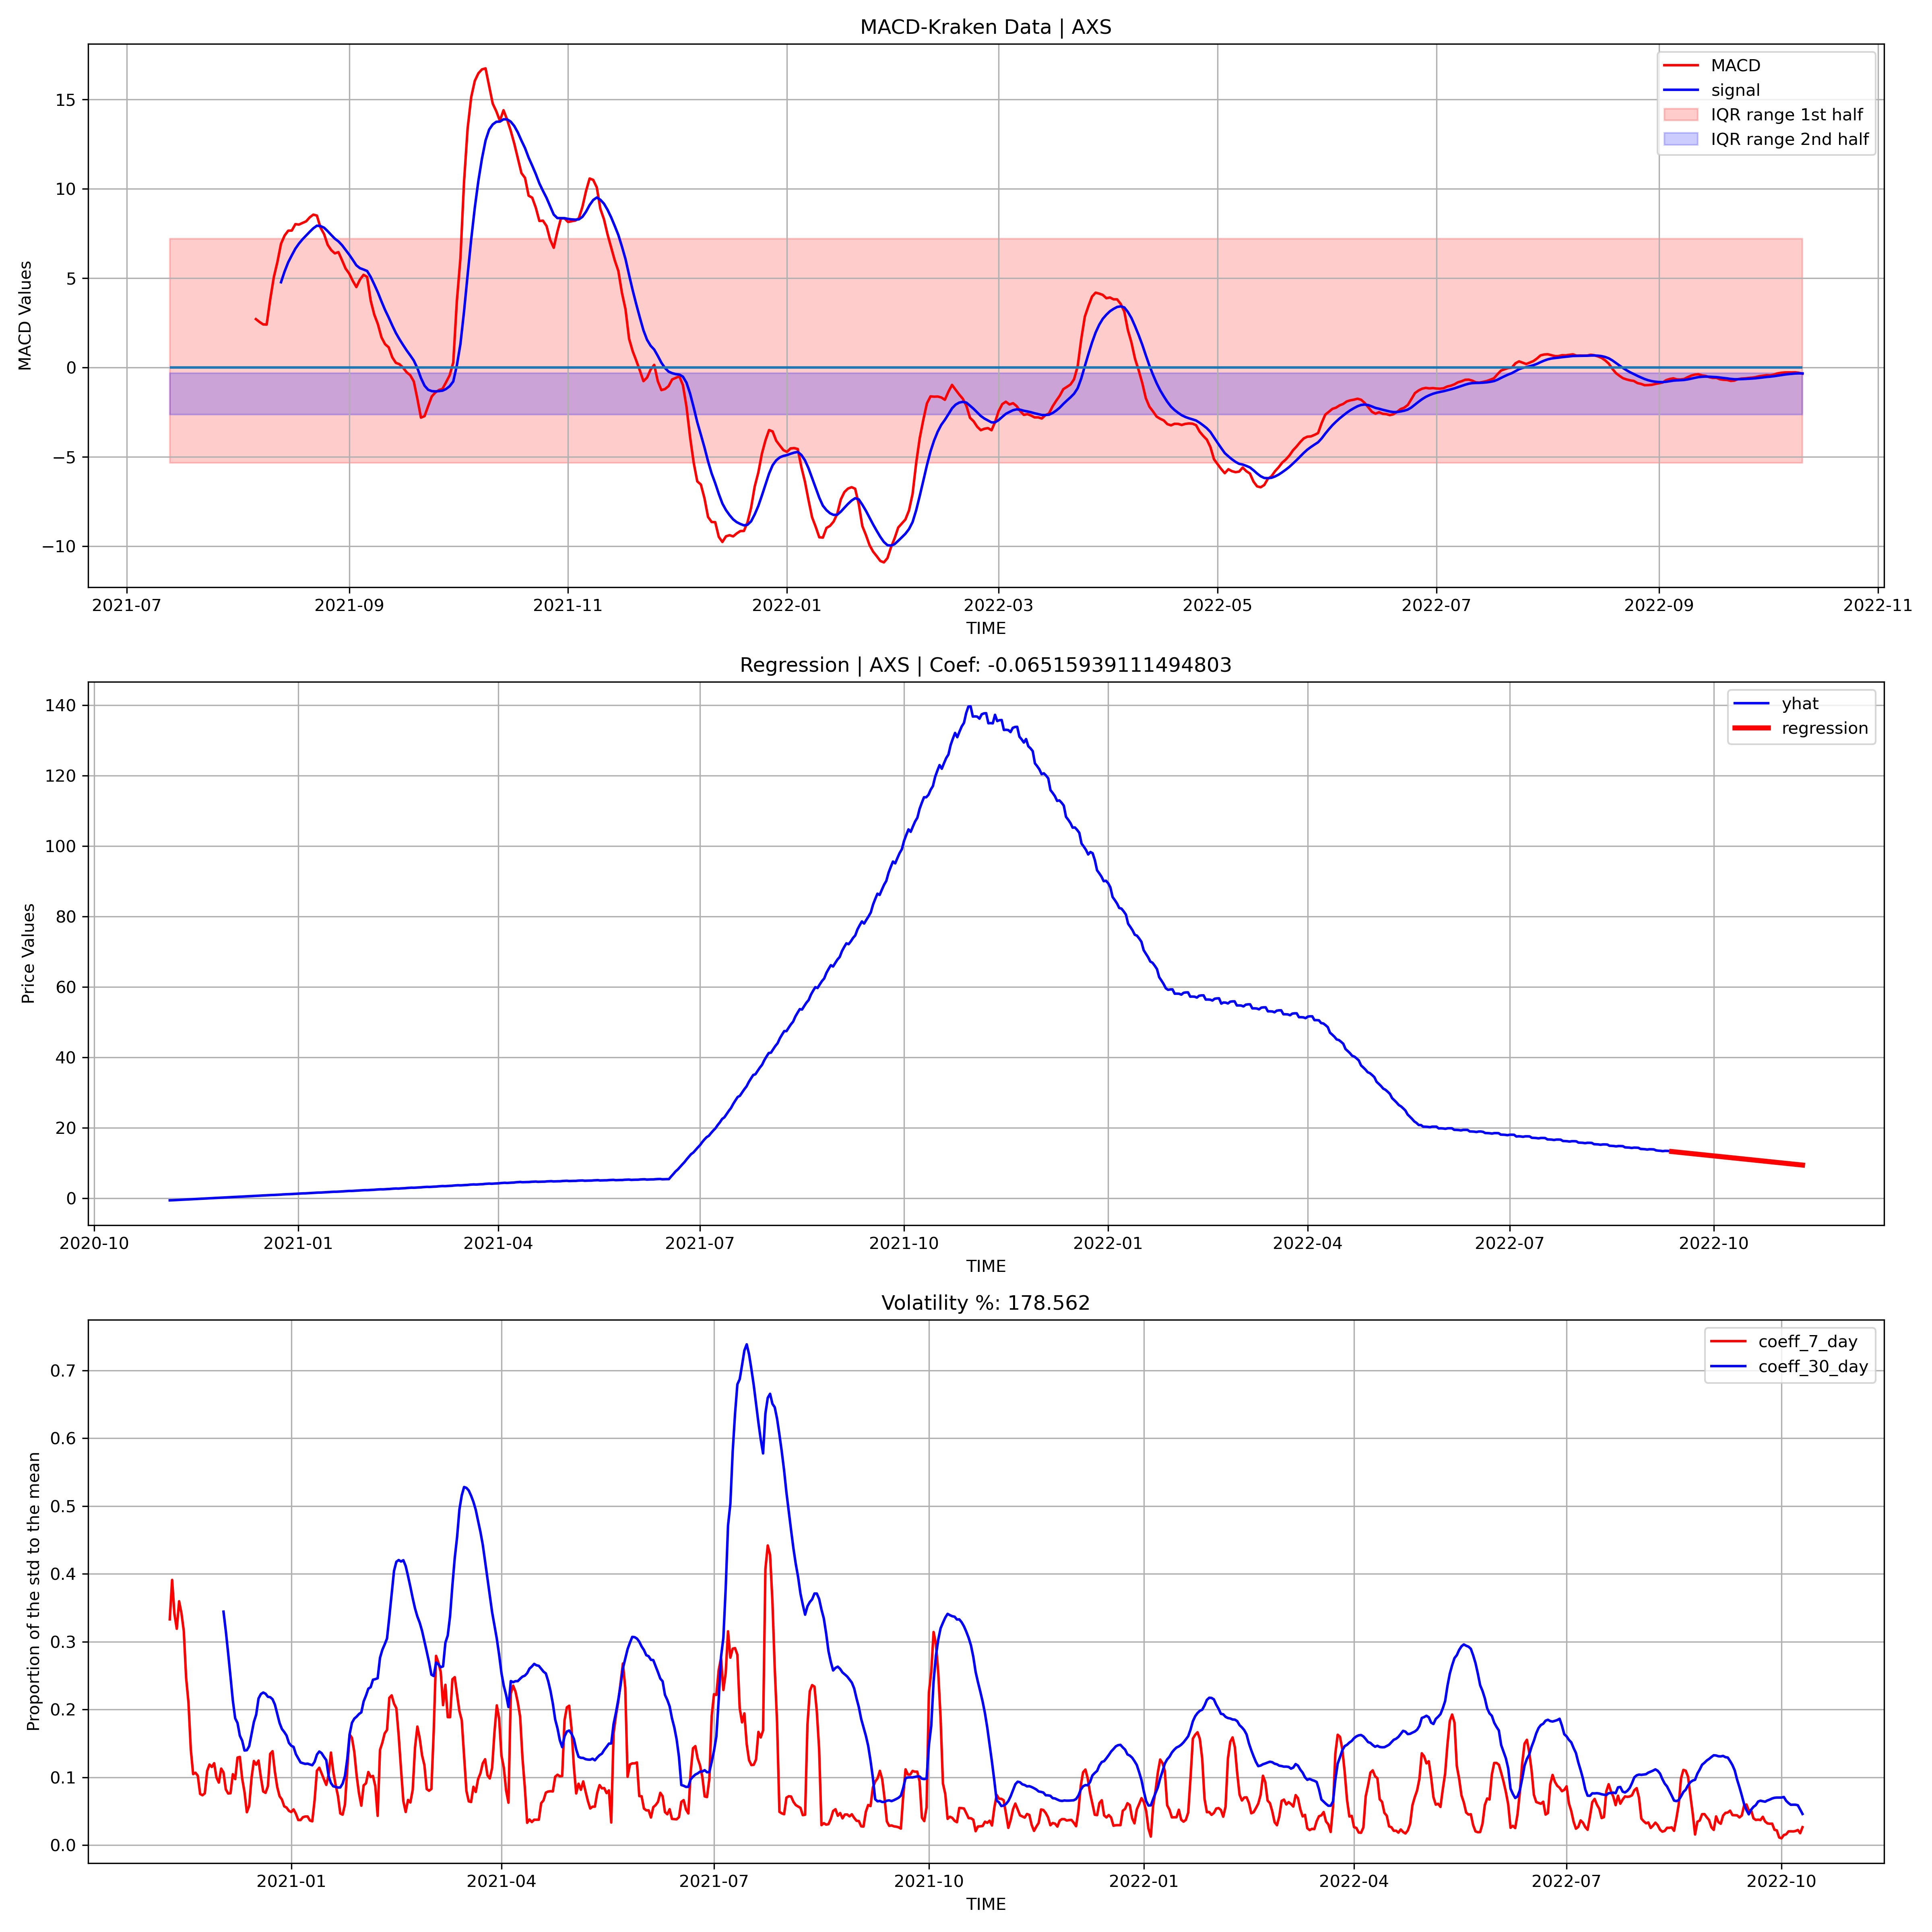 MACD-Kraken Data | AXS
MACD
signal
IQR range 1st half
IQR range 2nd half
MACD Values
15
10
5
0
−5
−10
2021-07 2021-09 2021-11 2022-01 2022-03 2022-05 2022-07 2022-09 2022-11
TIME
Regression | AXS | Coef: -0.06515939111494803
yhat
regression
Price Values
140
120
100
80
60
40
20
0
2020-10 2021-01 2021-04 2021-07 2021-10 2022-01 2022-04 2022-07 2022-10
TIME
Volatility %: 178.562
coeff_7_day
coeff_30_day
Proportion of the std to the mean
0.7
0.6
0.5
0.4
0.3
0.2
0.1
0.0
2021-01 2021-04 2021-07 2021-10 2022-01 2022-04 2022-07 2022-10
TIME